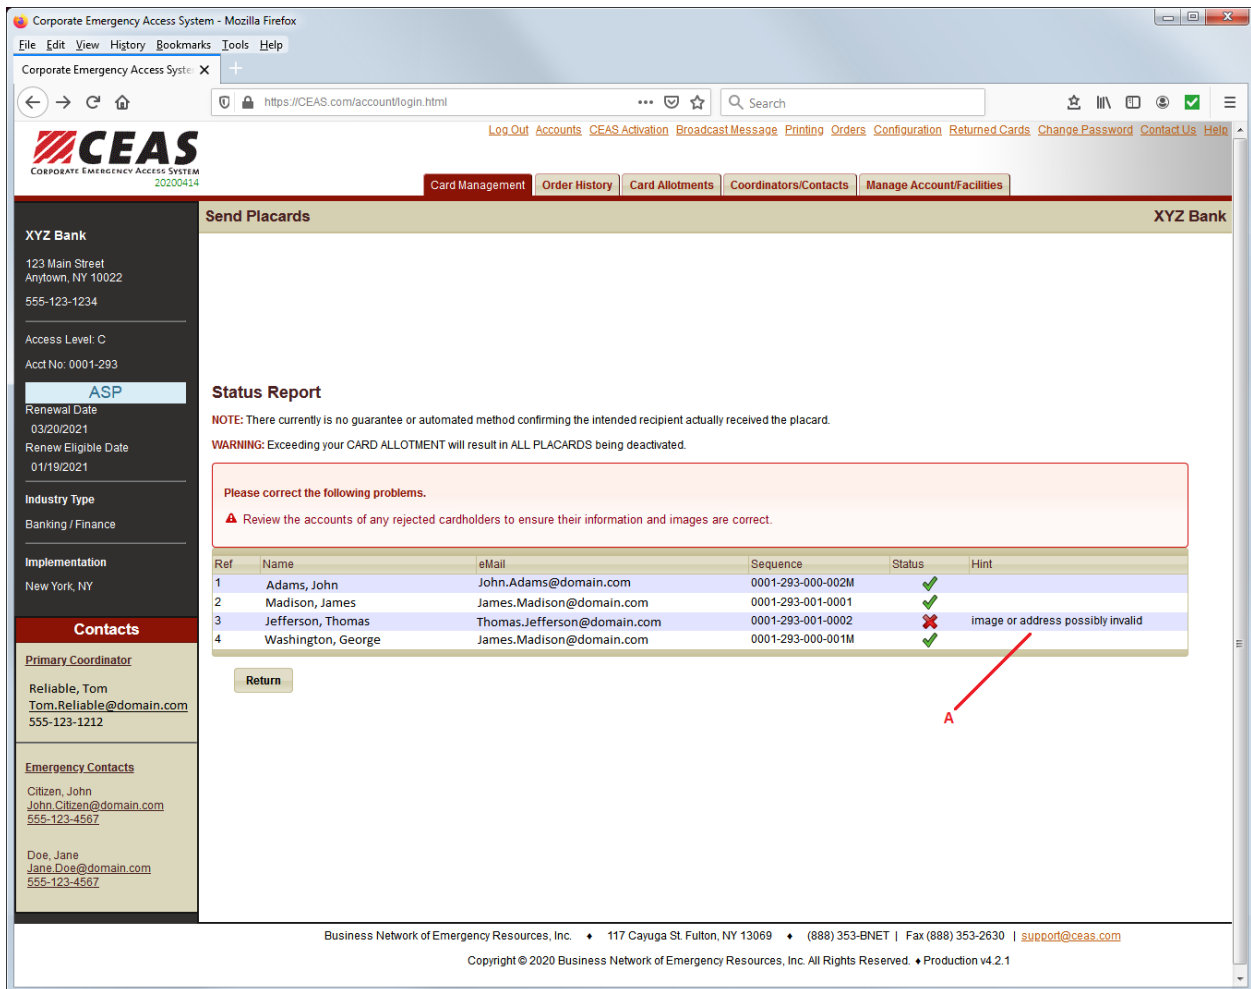 Corporate Emergency Access System - Mozilla Firefox
File Edit View History Bookmarks Tools Help
Corporate Emergency Access Syste
https://CEAS.com/account/login.html
Search
Log Out Accounts CEAS Activation Broadcast Message Printing Orders Configuration Returned Cards Change Password Contact Us Help
CEAS
CORPORATE EMERGENCY ACCESS SYSTEM
20200414
Card Management Order History Card Allotments Coordinators/Contacts Manage Account/Facilities
Send Placards XYZ Bank
XYZ Bank
123 Main Street
Anytown, NY 10022
555-123-1234
Access Level: C
Acct No: 0001-293
ASP
Renewal Date
03/20/2021
Renew Eligible Date
01/19/2021
Industry Type
Banking / Finance
Implementation
New York, NY
Contacts
Primary Coordinator
Reliable, Tom
Tom.Reliable@domain.com
555-123-1212
Emergency Contacts
Citizen, John
John.Citizen@domain.com
555-123-4567
Doe, Jane
Jane.Doe@domain.com
555-123-4567
Status Report
NOTE: There currently is no guarantee or automated method confirming the intended recipient actually received the placard.
WARNING: Exceeding your CARD ALLOTMENT will result in ALL PLACARDS being deactivated.
Please correct the following problems.
Review the accounts of any rejected cardholders to ensure their information and images are correct.
Ref Name eMail Sequence Status Hint
1 Adams, John John.Adams@domain.com 0001-293-000-002M
2 Madison, James James.Madison@domain.com 0001-293-001-0001
3 Jefferson, Thomas Thomas.Jefferson@domain.com 0001-293-001-0002 image or address possibly invalid
4 Washington, George James.Madison@domain.com 0001-293-000-001M
Return
A
Business Network of Emergency Resources, Inc. ♦ 117 Cayuga St. Fulton, NY 13069 ♦ (888) 353-BNET | Fax (888) 353-2630 | support@ceas.com
Copyright © 2020 Business Network of Emergency Resources, Inc. All Rights Reserved. ♦ Production v4.2.1